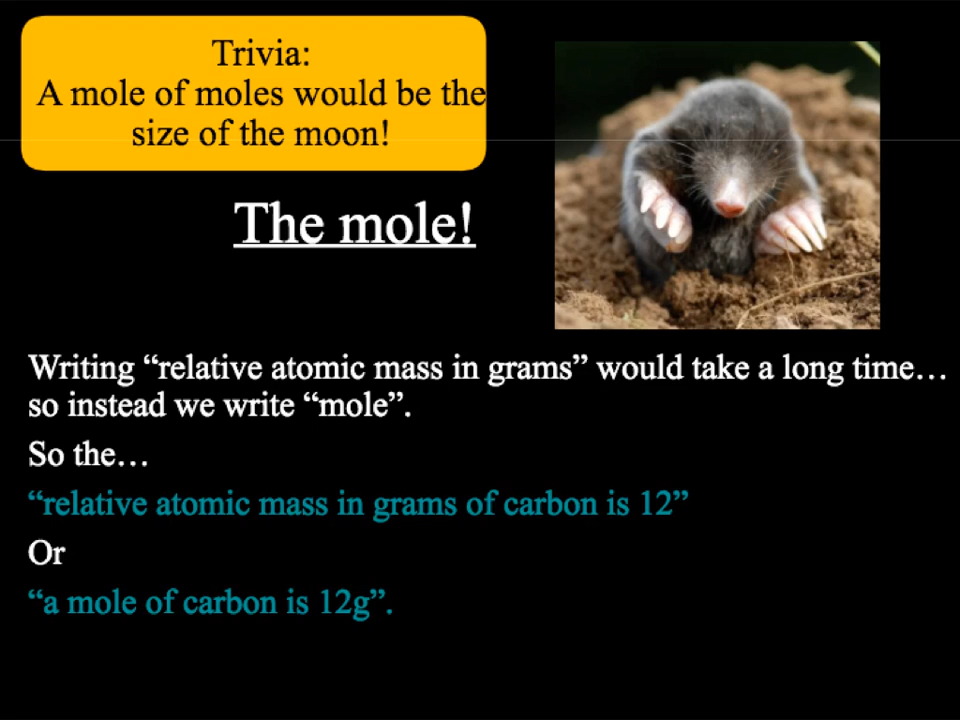 Trivia:
A mole of moles would be the
size of the moon!
The mole!
Writing “relative atomic mass in grams” would take a long time…
so instead we write “mole”.
So the…
“relative atomic mass in grams of carbon is 12”
Or
“a mole of carbon is 12g”.